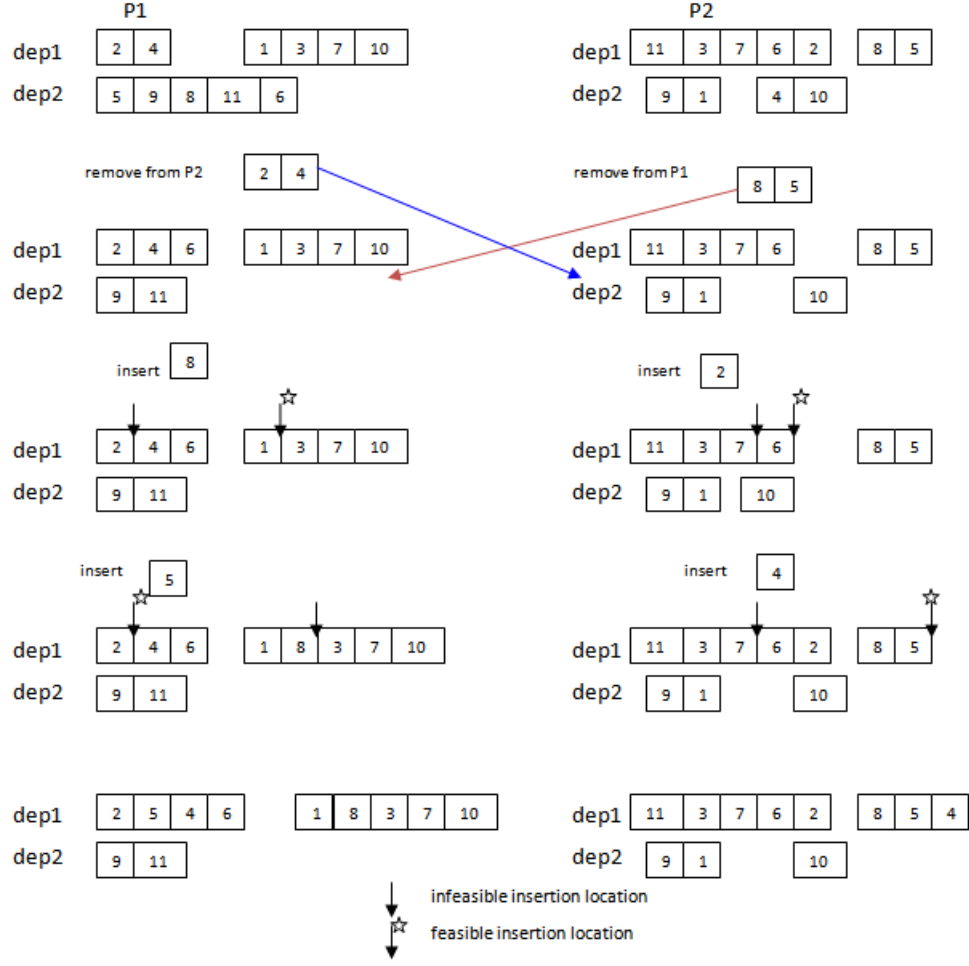 P1 P2
dep1 2 4 1 3 7 10 dep1 11 3 7 6 2 8 5
dep2 5 9 8 11 6 dep2 9 1 4 10
remove from P2 2 4 remove from P1 8 5
dep1 2 4 6 1 3 7 10 dep1 11 3 7 6 8 5
dep2 9 11 dep2 9 1 10
insert 8 insert 2
dep1 2 4 6 1 3 7 10 dep1 11 3 7 6 8 5
dep2 9 11 dep2 9 1 10
insert 5 insert 4
dep1 2 4 6 1 8 3 7 10 dep1 11 3 7 6 2 8 5
dep2 9 11 dep2 9 1 10
dep1 2 5 4 6 1 8 3 7 10 dep1 11 3 7 6 2 8 5 4
dep2 9 11 dep2 9 1 10
infeasible insertion location
feasible insertion location